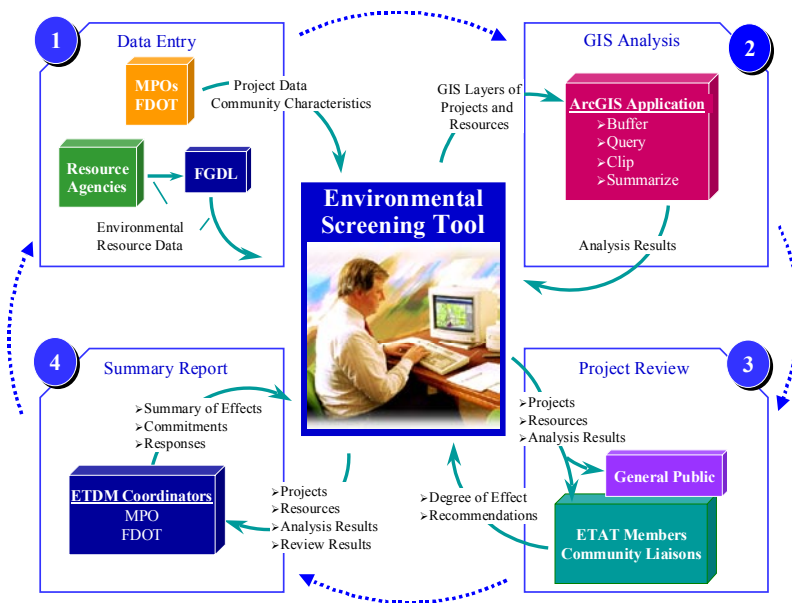 1
Data Entry
MPOs
FDOT
Project Data
Community Characteristics
Resource
Agencies
FGDL
Environmental
Resource Data
GIS Analysis
2
GIS Layers of
Projects and
Resources
ArcGIS Application
➢Buffer
➢Query
➢Clip
➢Summarize
Analysis Results
Environmental
Screening Tool
4
Summary Report
➢Summary of Effects
➢Commitments
➢Responses
ETDM Coordinators
MPO
FDOT
➢Projects
➢Resources
➢Analysis Results
➢Review Results
Project Review
3
➢Projects
➢Resources
➢Analysis Results
General Public
➢Degree of Effect
➢Recommendations
ETAT Members
Community Liaisons